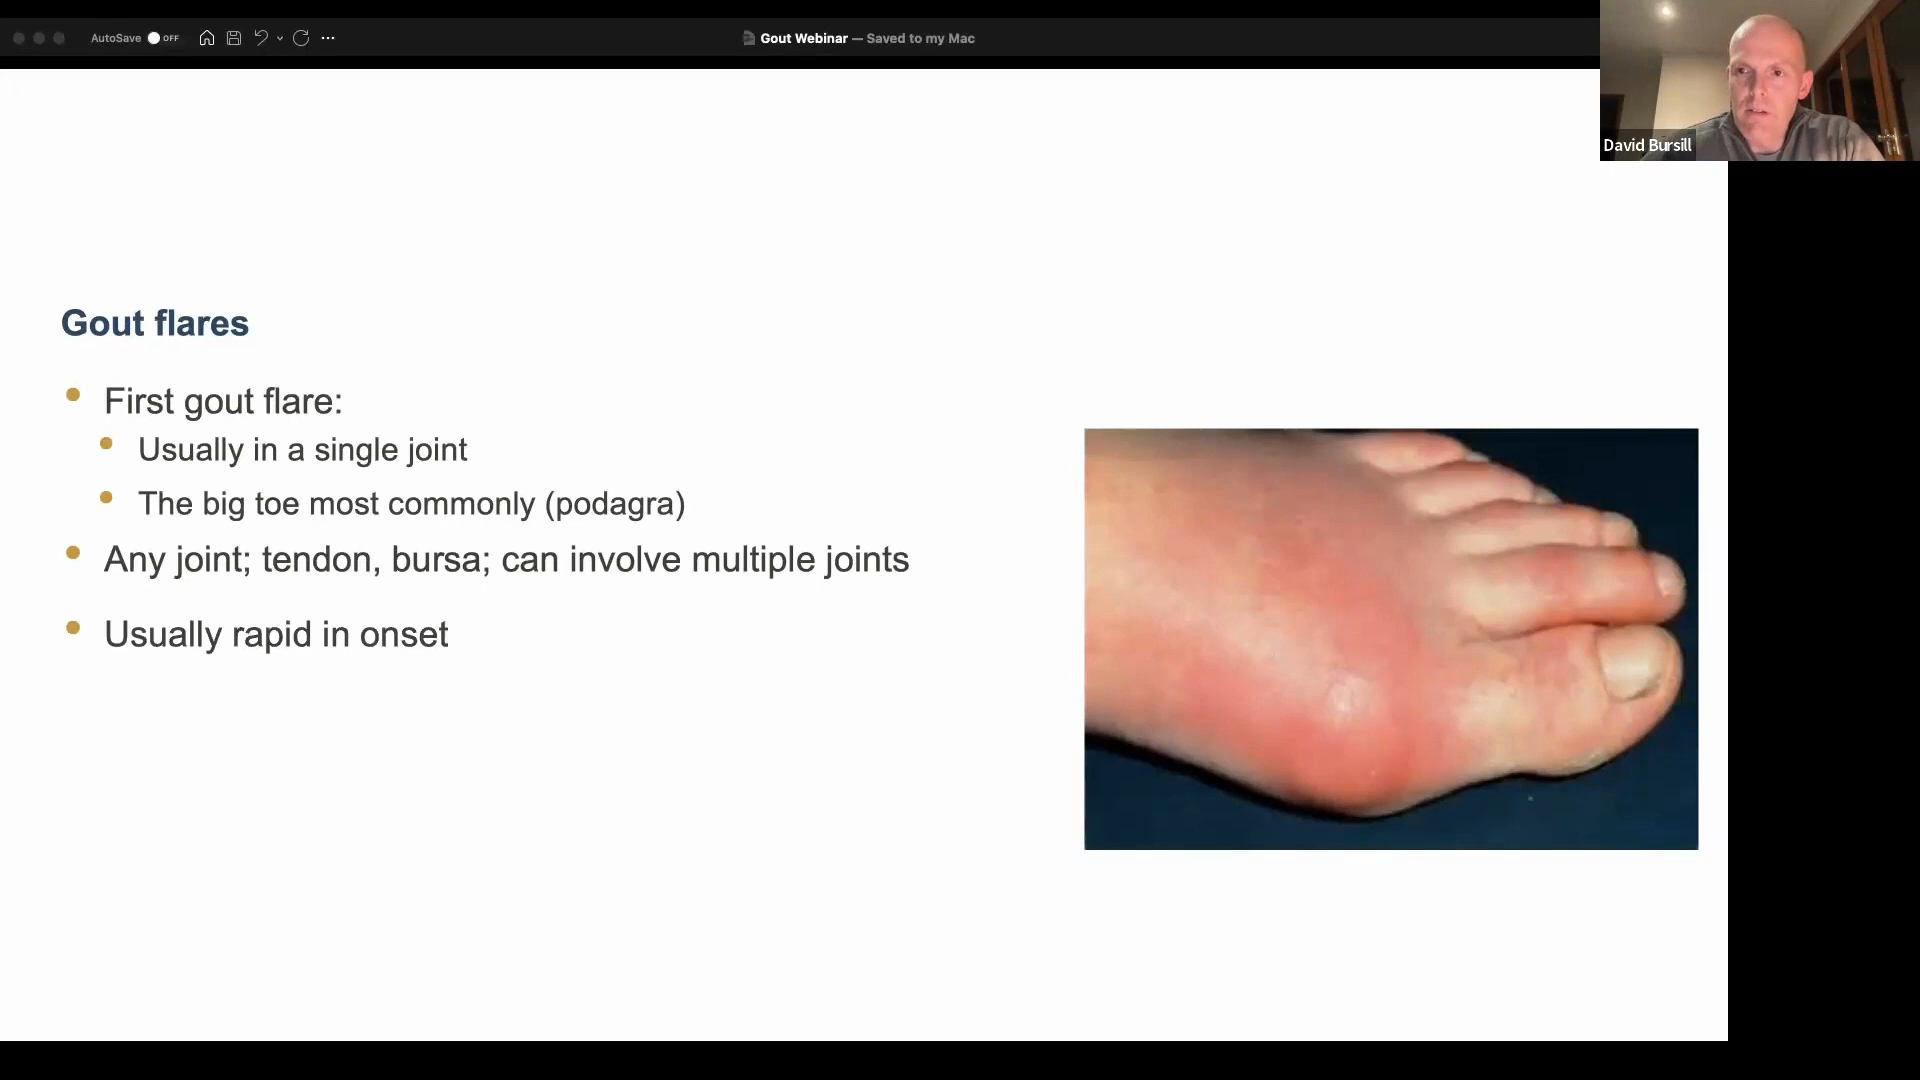 AutoSave OFF
Gout Webinar — Saved to my Mac
David Bursill
Gout flares
First gout flare:
Usually in a single joint
The big toe most commonly (podagra)
Any joint; tendon, bursa; can involve multiple joints
Usually rapid in onset